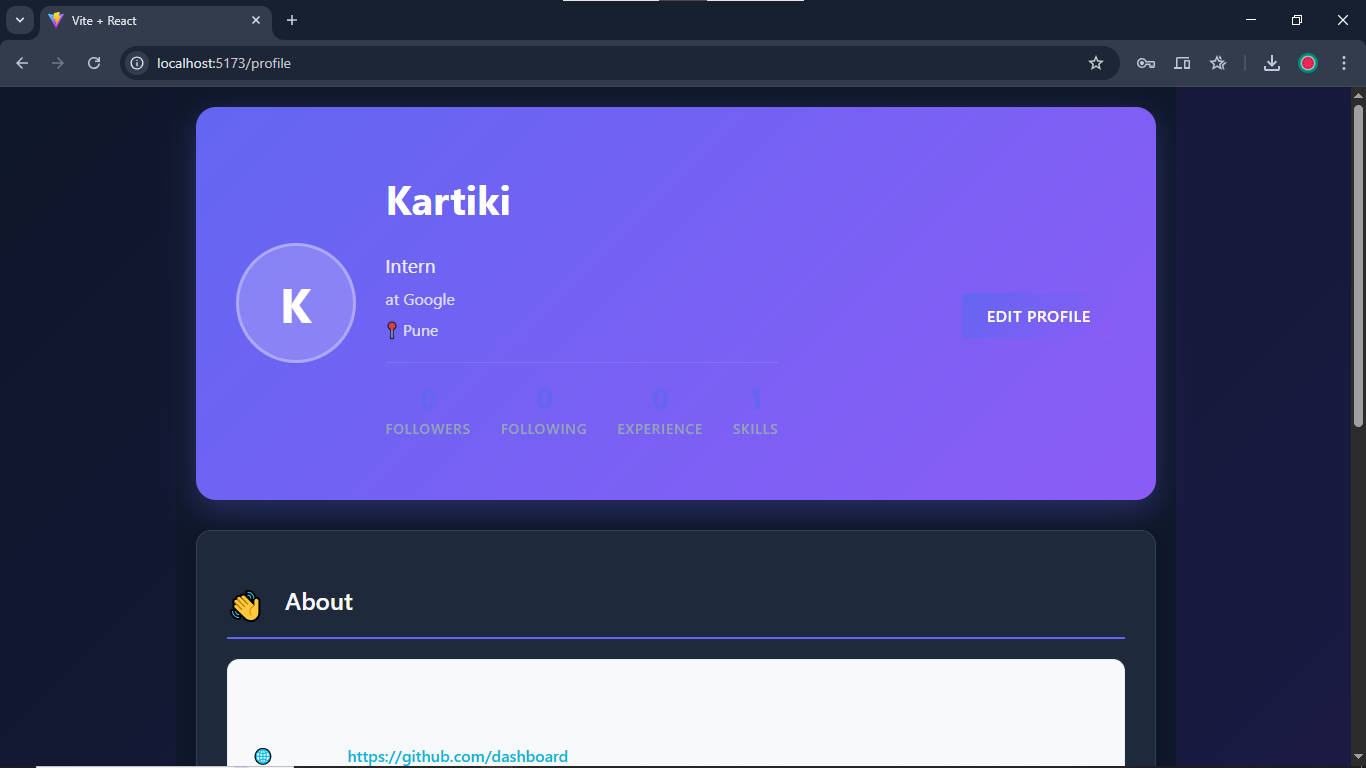 Vite + React
localhost:5173/profile
Kartiki
K
Intern
at Google
Pune
EDIT PROFILE
0 0 0 1
FOLLOWERS FOLLOWING EXPERIENCE SKILLS
About
https://github.com/dashboard